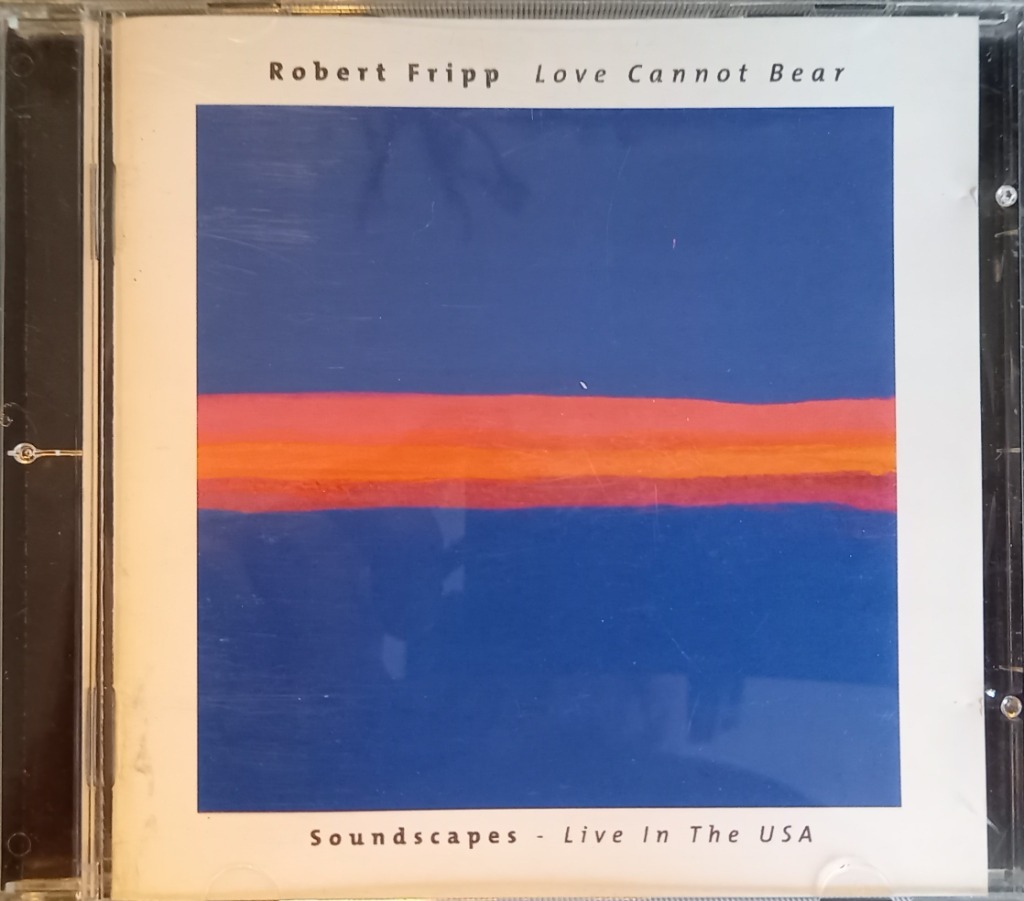 Robert Fripp Love Cannot Bear
Soundscapes - Live In The USA